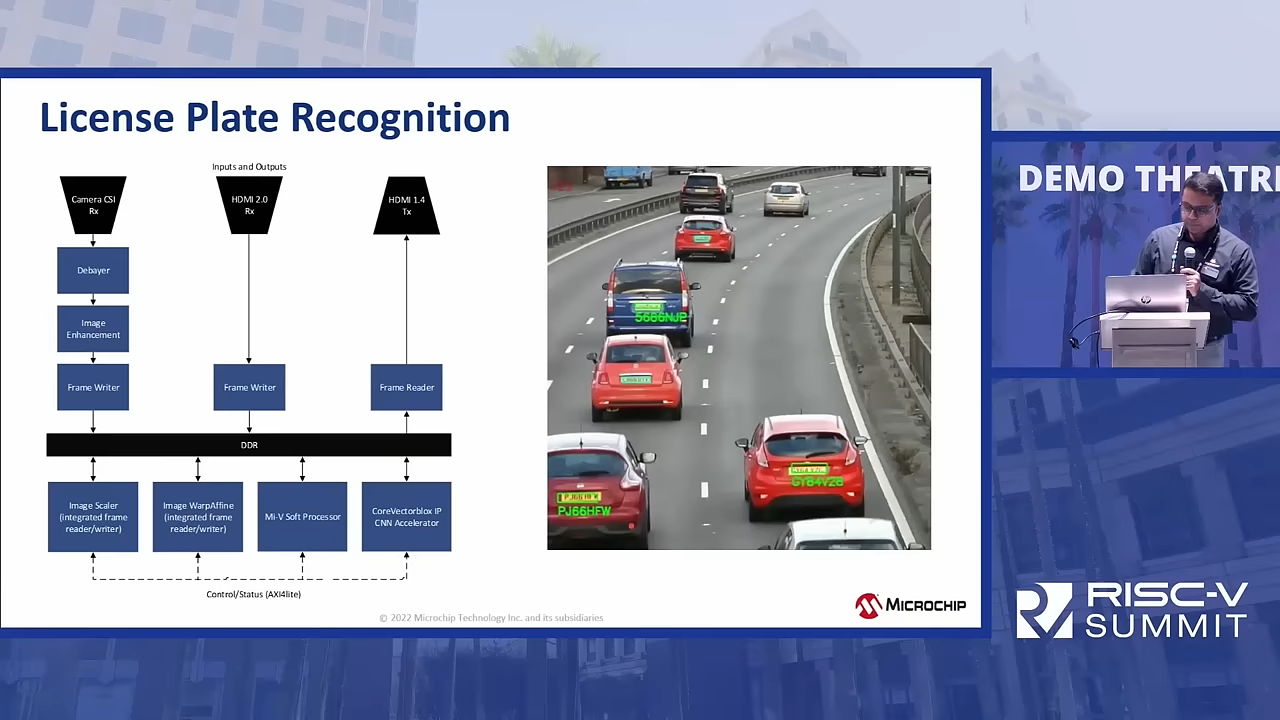 License Plate Recognition
Inputs and Outputs
Camera CSI
Rx
HDMI 2.0
Rx
HDMI 1.4
Tx
Debayer
Image
Enhancement
Frame Writer
Frame Writer
Frame Reader
DDR
Image Scaler
(integrated frame
reader/writer)
Image WarpAffine
(integrated frame
reader/writer)
Mi-V Soft Processor
CoreVectorblox IP
CNN Accelerator
Control/Status (AXI4lite)
5686NJP
GY84V2G
PJ66HFW
© 2022 Microchip Technology Inc. and its subsidiaries
MICROCHIP
DEMO THEATRE
RISC-V
SUMMIT